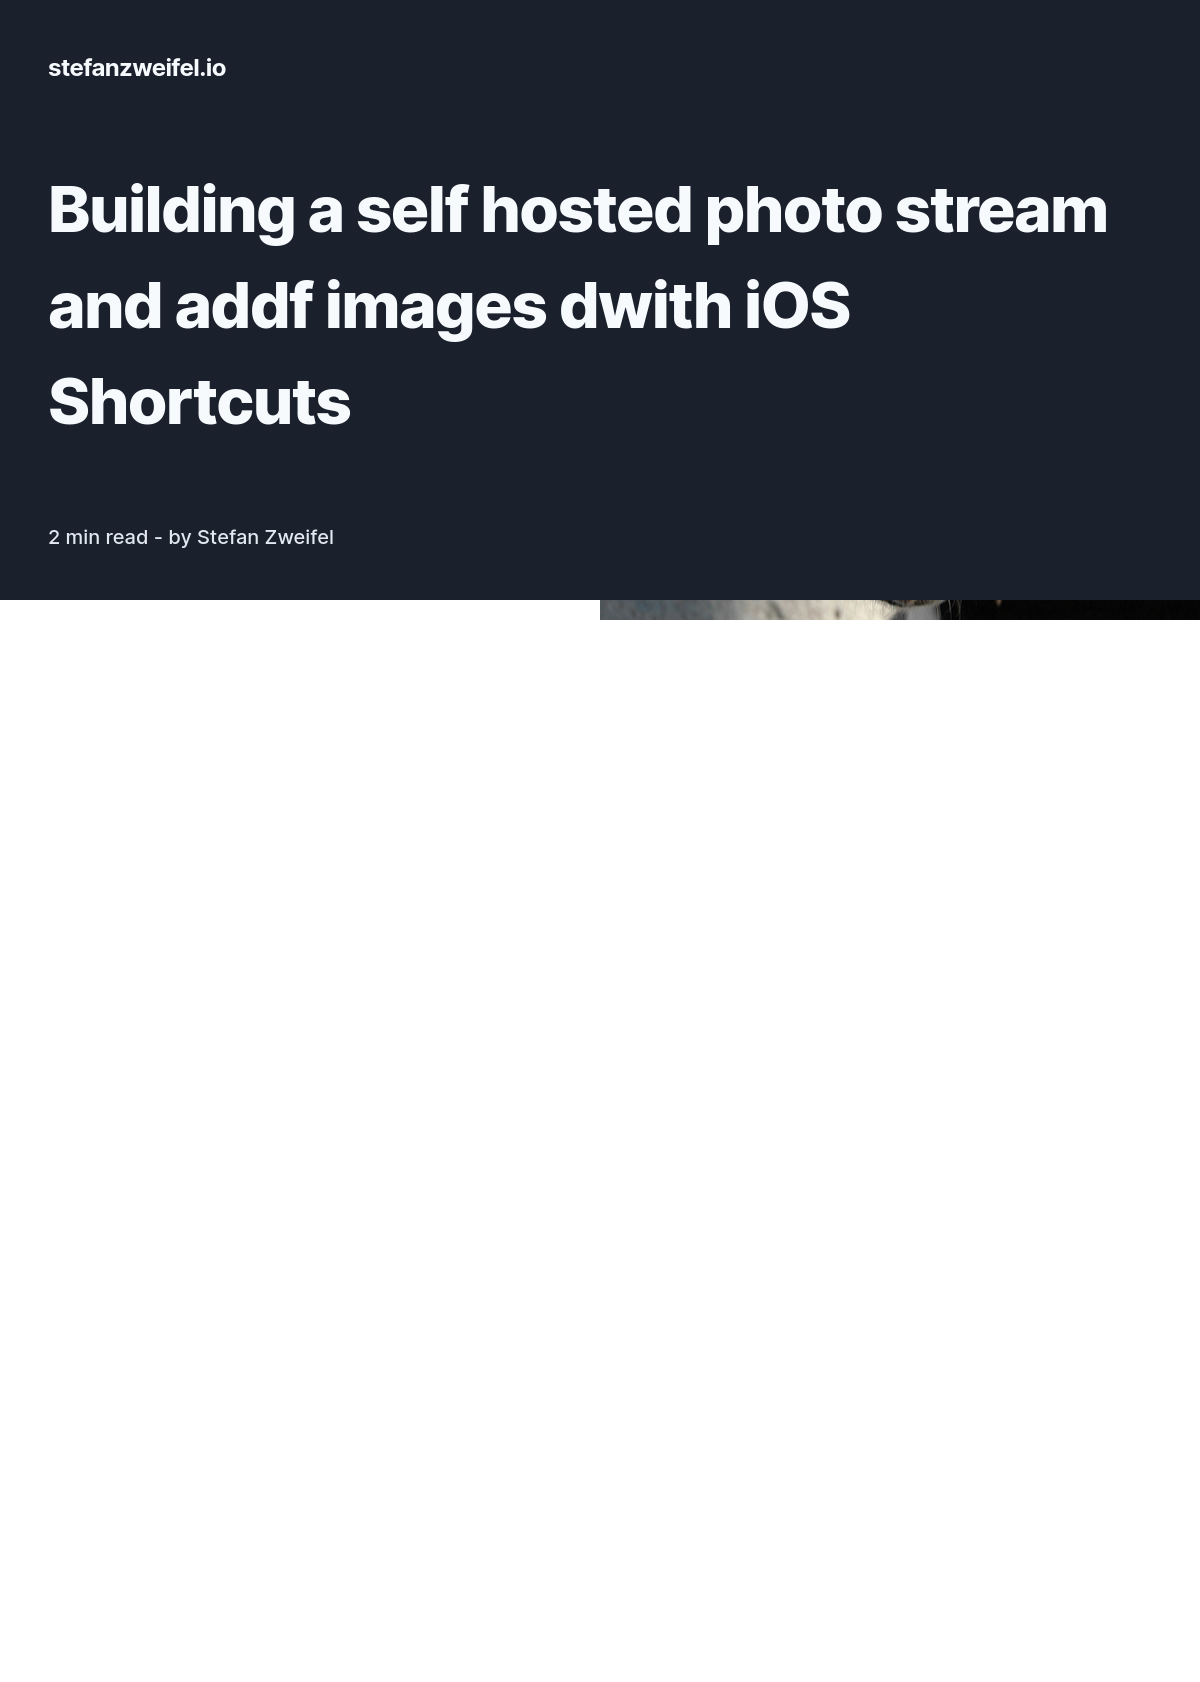 stefanzweifel.io
Building a self hosted photo stream
and addf images dwith iOS
Shortcuts
2 min read - by Stefan Zweifel